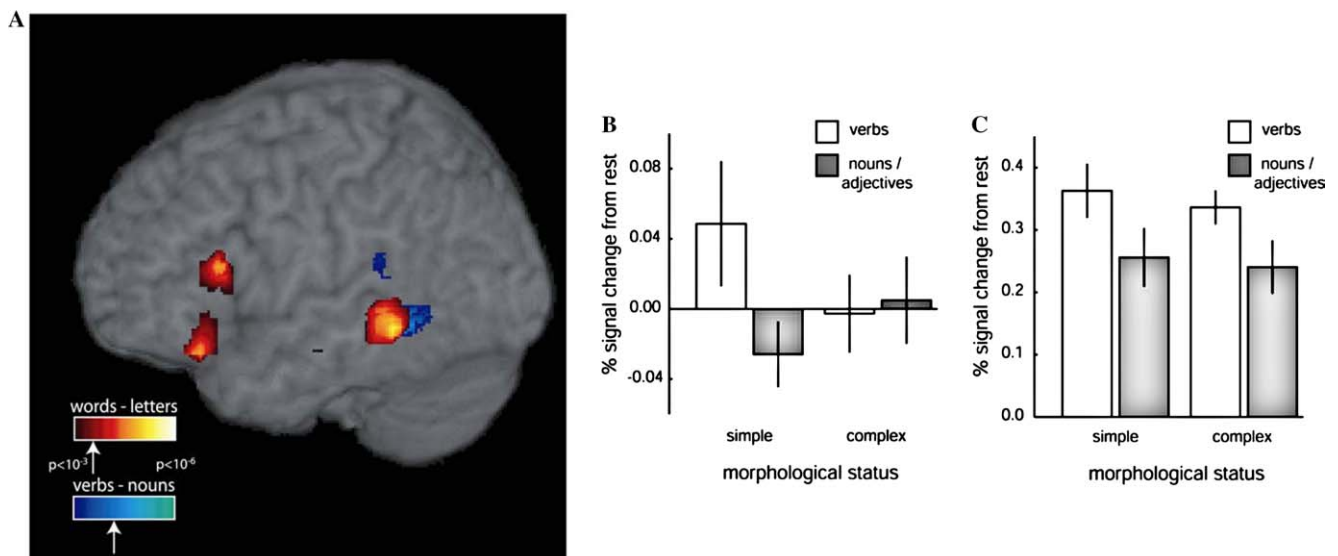 A
words - letters
p<10⁻³ p<10⁻⁶
verbs - nouns
B
verbs
nouns /
adjectives
% signal change from rest
0.08
0.04
0.00
-0.04
simple complex
morphological status
C
verbs
nouns /
adjectives
% signal change from rest
0.4
0.3
0.2
0.1
0.0
simple complex
morphological status